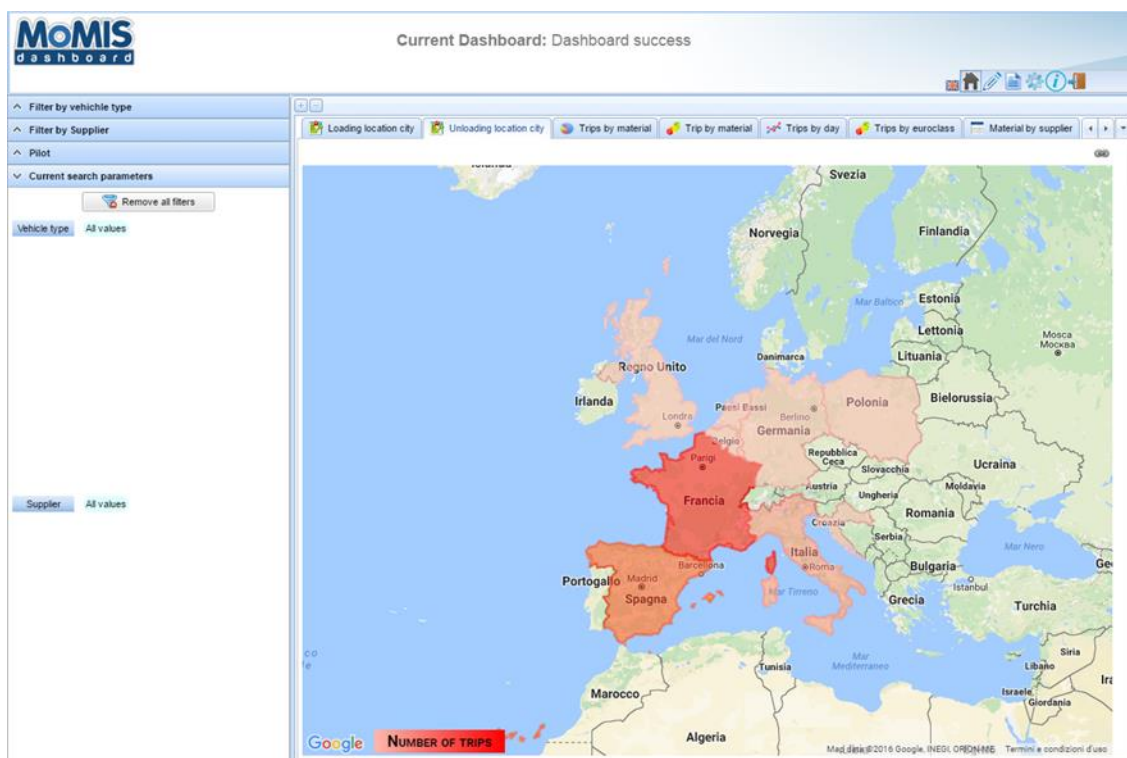 MOMIS
dashboard
Current Dashboard: Dashboard success
Filter by vehichle type
Filter by Supplier
Pilot
Current search parameters
Remove all filters
Vehicle type All values
Supplier All values
Loading location city
Unloading location city
Trips by material
Trip by material
Trips by day
Trips by euroclass
Material by supplier
Svezia
Norvegia
Finlandia
Mar Baltico
Estonia
Lettonia
Mosca
Москва
Mar del Nord
Danimarca
Lituania
Regno Unito
Irlanda
Bielorussia
Londra
Paesi Bassi
Berlino
Polonia
Germania
Belgio
Parigi
Repubblica
Ceca
Slovacchia
Ucraina
Austria
Ungheria
Moldavia
Francia
Romania
Croazia
Serbia
Italia
Mar Nero
Barcellona
Roma
Bulgaria
Portogallo
Madrid
Spagna
Mar Tirreno
Istanbul
Grecia
Turchia
Siria
Mar
Mediterraneo
Libano
Tunisia
Israele
Giordania
Marocco
Algeria
Google
NUMBER OF TRIPS
Map data ©2016 Google, INEGI, ORION-ME Termini e condizioni d'uso